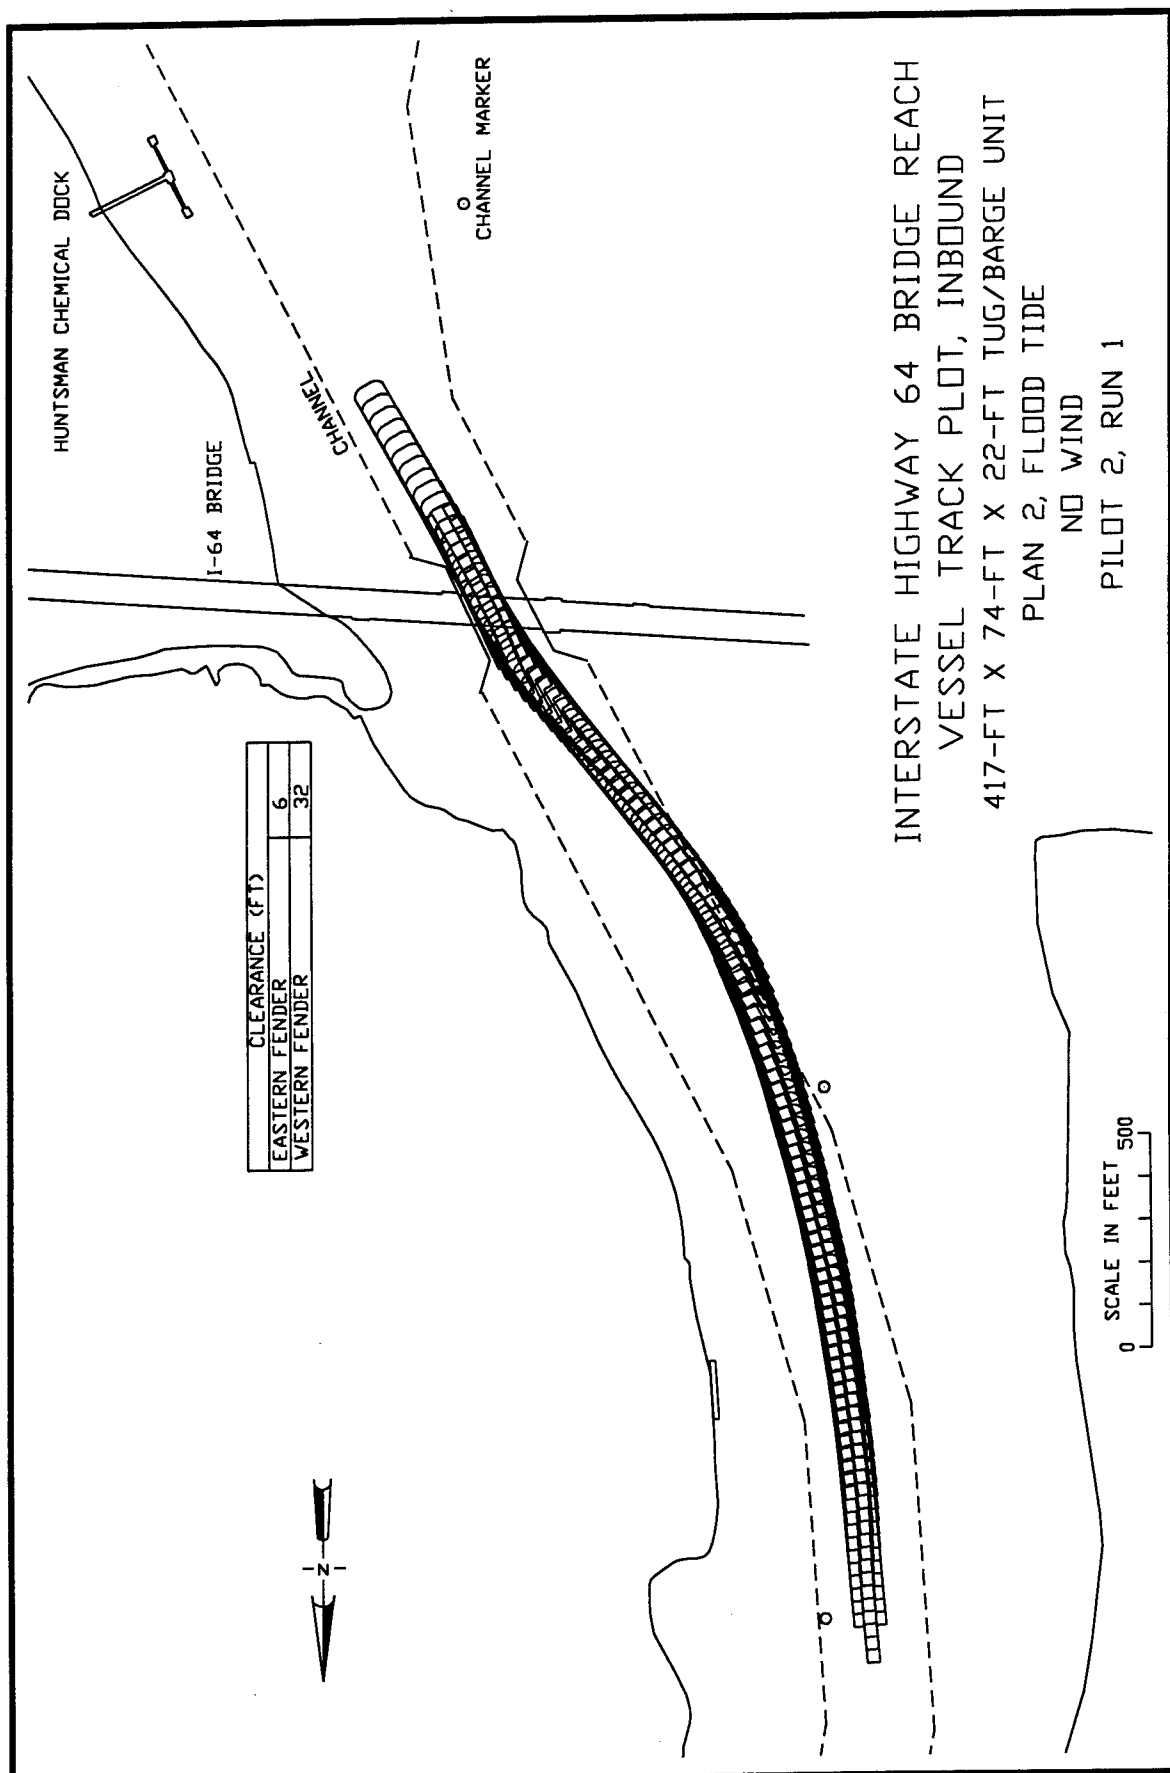 HUNTSMAN CHEMICAL DOCK
CHANNEL MARKER
CHANNEL
I-64 BRIDGE
CLEARANCE (FT)
EASTERN FENDER 6
WESTERN FENDER 32
N
INTERSTATE HIGHWAY 64 BRIDGE REACH
VESSEL TRACK PLOT, INBOUND
417-FT X 74-FT X 22-FT TUG/BARGE UNIT
PLAN 2, FLOOD TIDE
NO WIND
PILOT 2, RUN 1
SCALE IN FEET
0 500